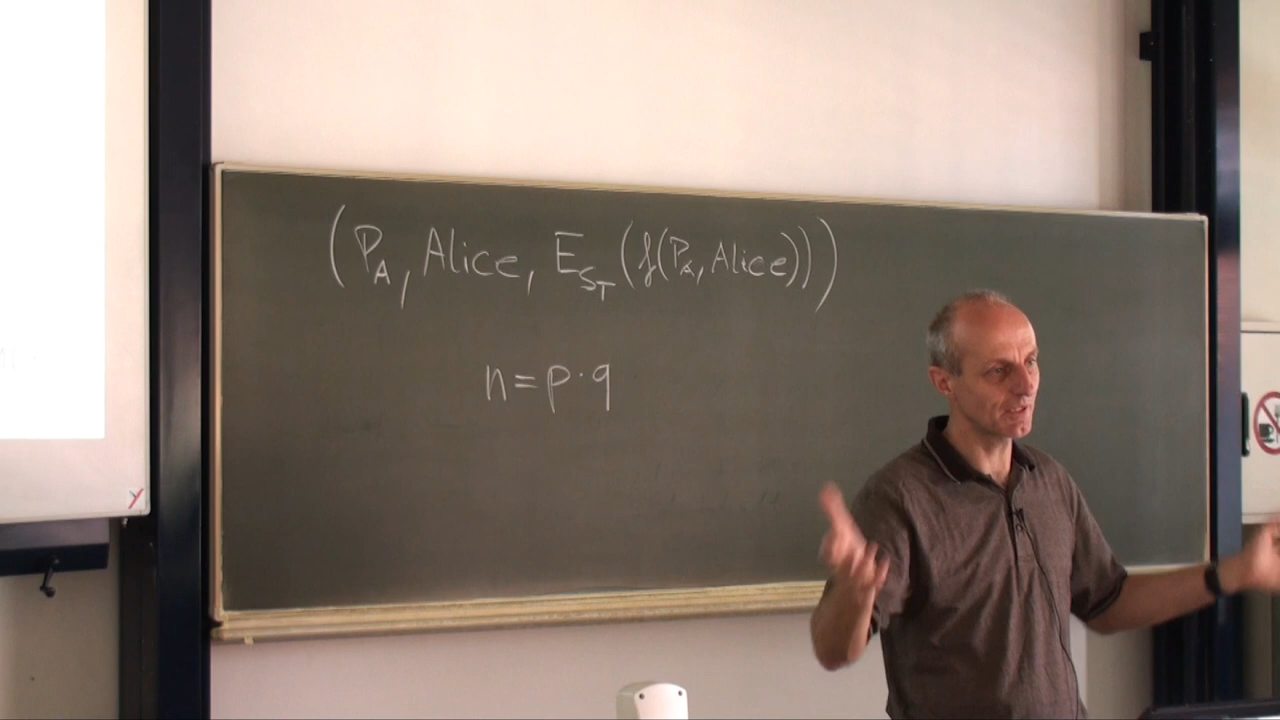 (P_A, Alice, E_{S_T}(f(P_A, Alice)))
n = p · q